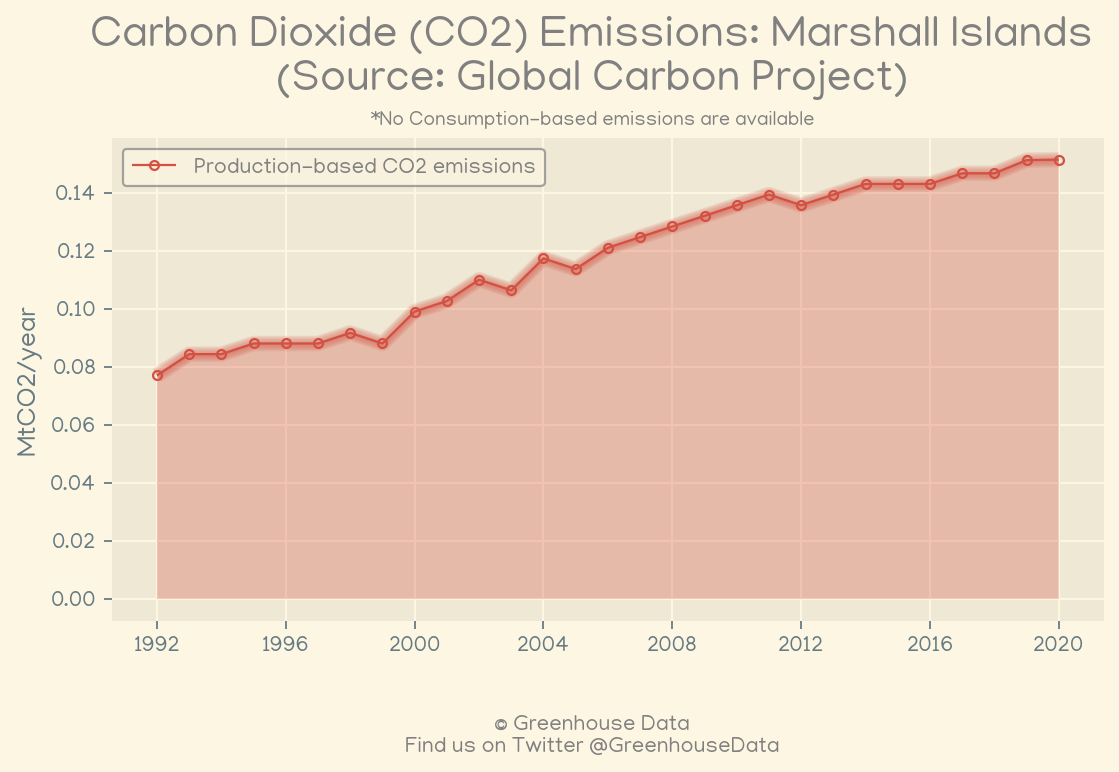 Carbon Dioxide (CO2) Emissions: Marshall Islands
(Source: Global Carbon Project)
*No Consumption-based emissions are available
Production-based CO2 emissions
MtCO2/year
0.14
0.12
0.10
0.08
0.06
0.04
0.02
0.00
1992 1996 2000 2004 2008 2012 2016 2020
© Greenhouse Data
Find us on Twitter @GreenhouseData